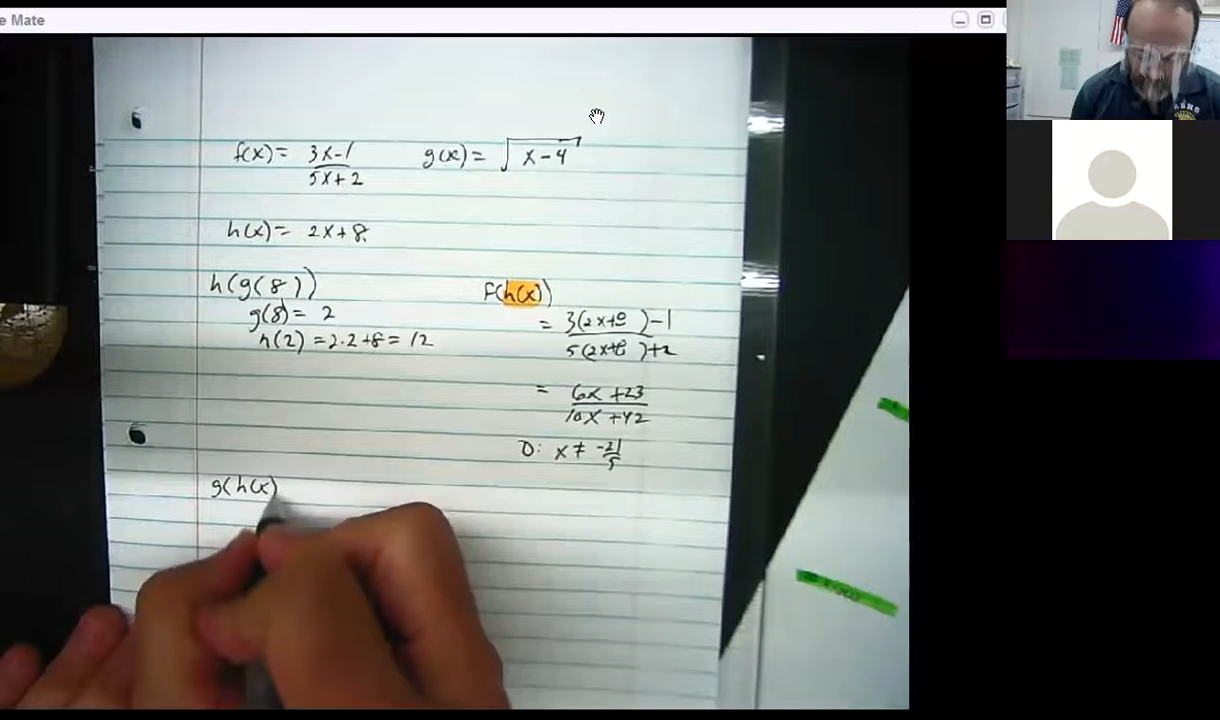 e Mate
f(x) = 3x-1 / 5x+2 g(x) = √x-4
h(x) = 2x+8
h(g(8)) f(h(x))
g(8) = 2 = 3(2x+8)-1 / 5(2x+8)+2
h(2) = 2·2+8 = 12
= 6x+23 / 10x+42
D: x ≠ -21/5
g(h(x)